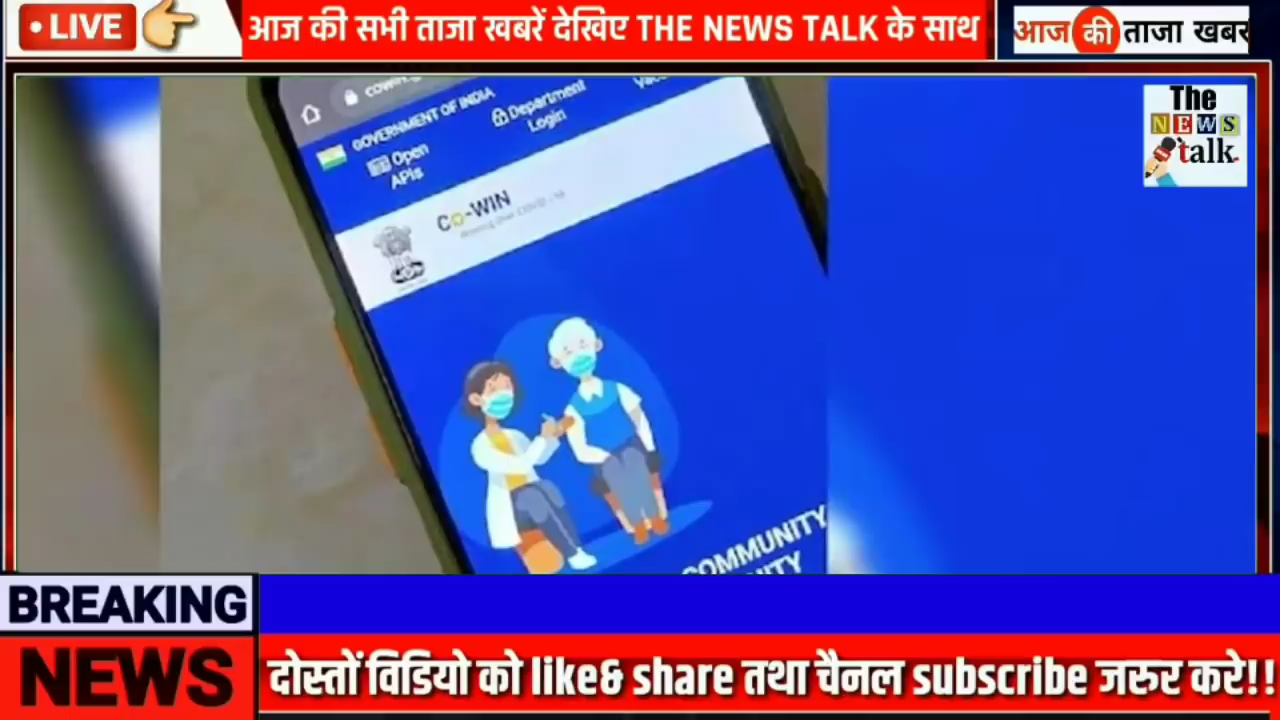 • LIVE
आज की सभी ताजा खबरें देखिए THE NEWS TALK के साथ
आज की ताजा खबर
The
NEWS
talk.
GOVERNMENT OF INDIA
Department
Login
Open
APIs
Co-WIN
COMMUNITY
BREAKING
NEWS
दोस्तों विडियो को like& share तथा चैनल subscribe जरुर करे!!